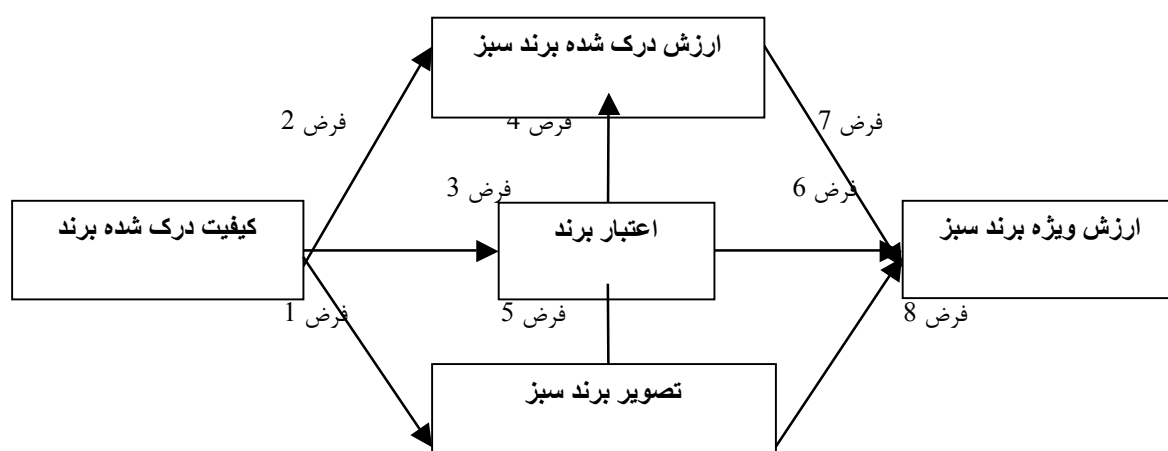 ارزش درک شده برند سبز
فرض 2
فرض 4
فرض 7
فرض 3
فرض 6
کیفیت درک شده برند
اعتبار برند
ارزش ویژه برند سبز
فرض 1
فرض 5
فرض 8
تصویر برند سبز